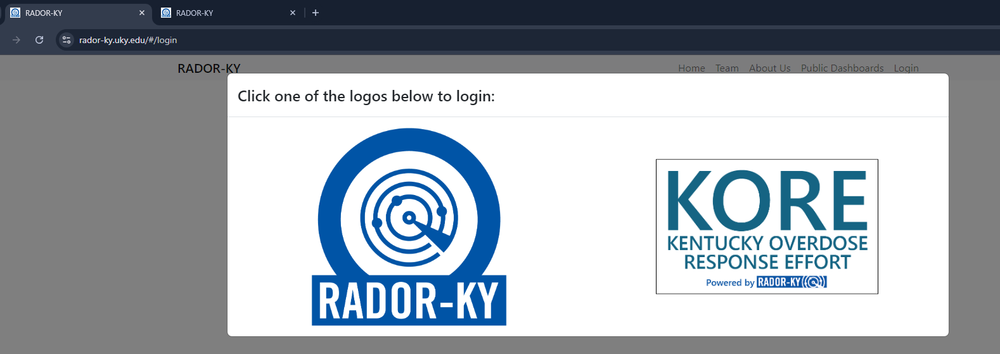 RADOR-KY
RADOR-KY
rador-ky.uky.edu/#/login
RADOR-KY
Home Team About Us Public Dashboards Login
Click one of the logos below to login:
RADOR-KY
KORE
KENTUCKY OVERDOSE
RESPONSE EFFORT
Powered by RADOR-KY